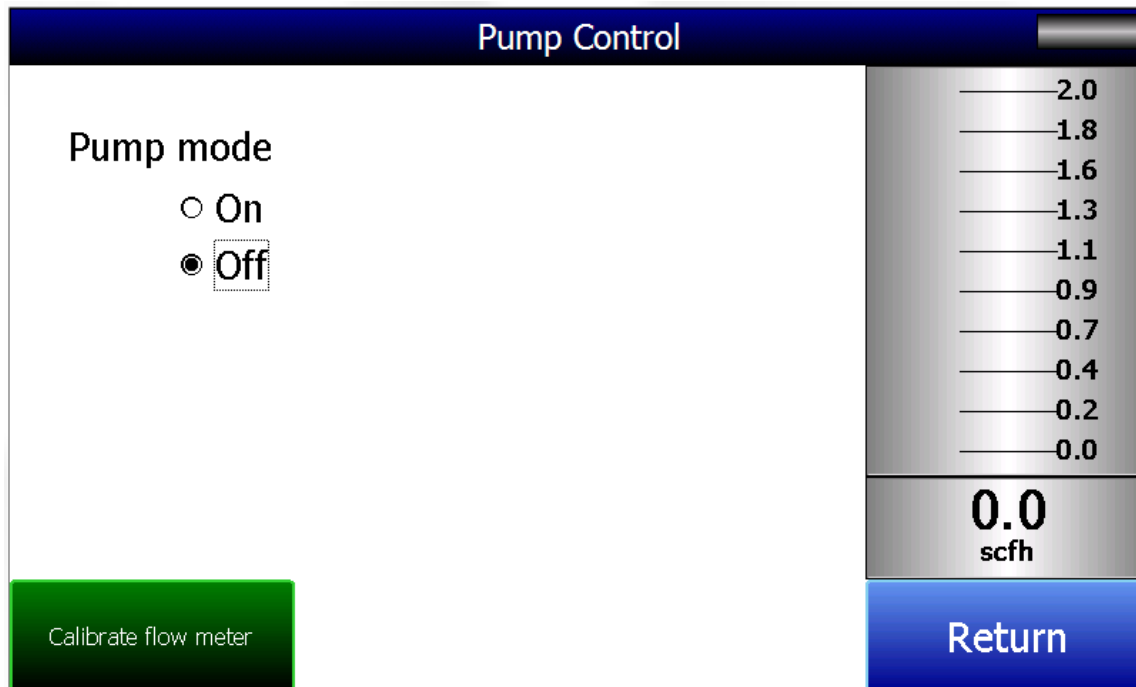 Pump Control
Pump mode
On
Off
2.0
1.8
1.6
1.3
1.1
0.9
0.7
0.4
0.2
0.0
0.0
scfh
Calibrate flow meter
Return